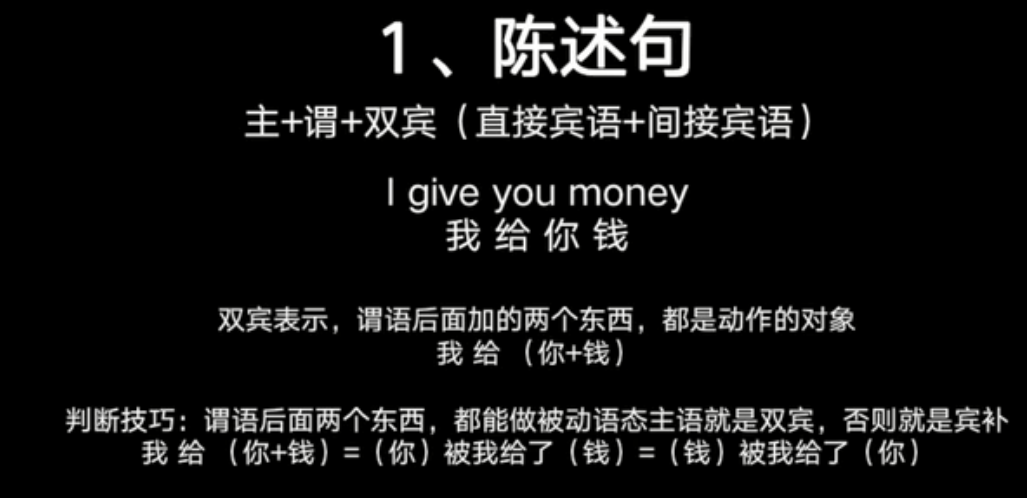 1、陈述句
主+谓+双宾（直接宾语+间接宾语）
I give you money
我 给 你 钱
双宾表示，谓语后面加的两个东西，都是动作的对象
我 给 （你+钱）
判断技巧：谓语后面两个东西，都能做被动语态主语就是双宾，否则就是宾补
我 给 （你+钱）=（你）被我给了（钱）=（钱）被我给了（你）